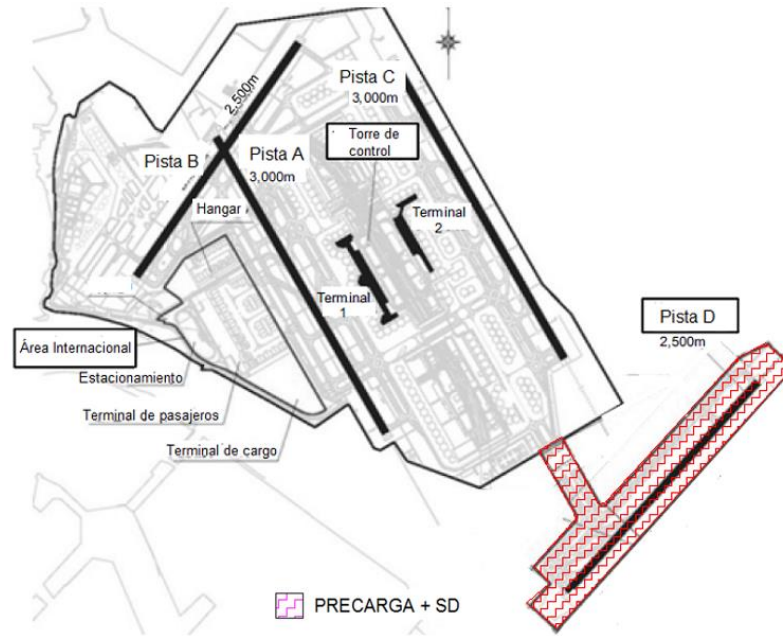 Pista C
3,000m
2,500m
Torre de
control
Pista B
Pista A
3,000m
Hangar
Terminal
2
Terminal
1
Pista D
2,500m
Área Internacional
Estacionamiento
Terminal de pasajeros
Terminal de cargo
PRECARGA + SD